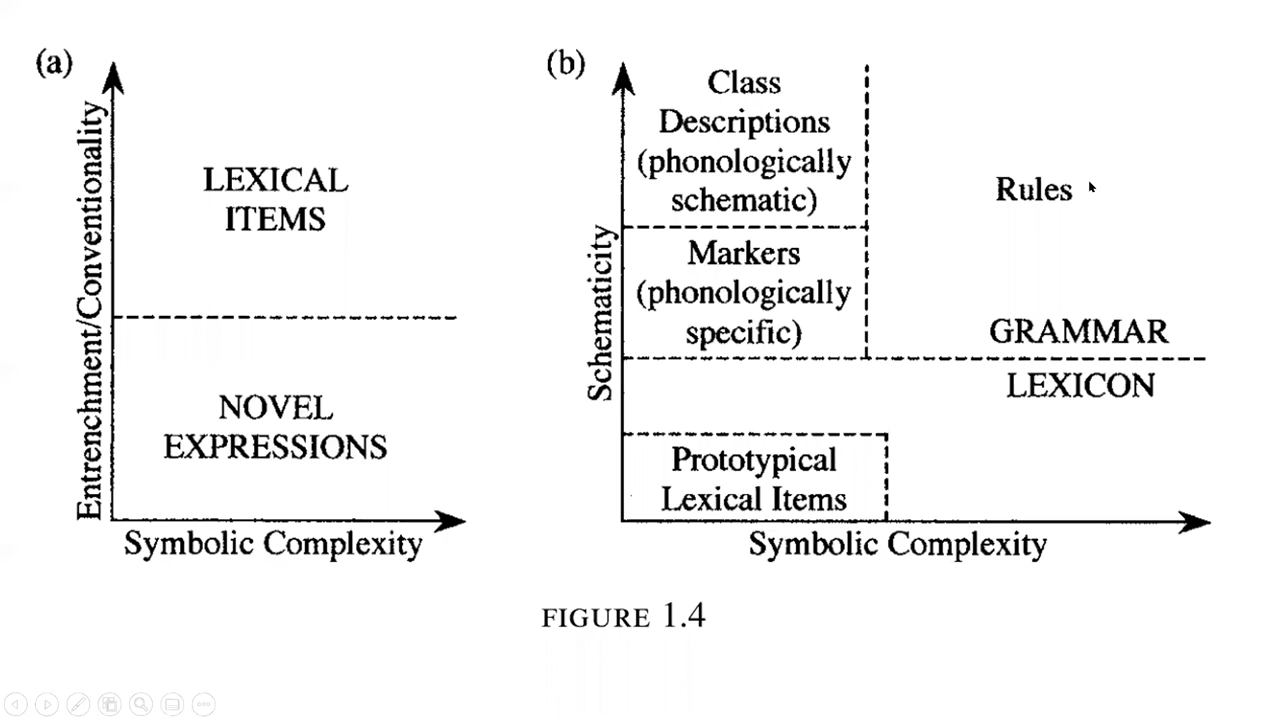 (a)
Entrenchment/Conventionality
LEXICAL
ITEMS
NOVEL
EXPRESSIONS
Symbolic Complexity
(b)
Schematicity
Class
Descriptions
(phonologically
schematic)
Markers
(phonologically
specific)
Rules
GRAMMAR
LEXICON
Prototypical
Lexical Items
Symbolic Complexity
FIGURE 1.4